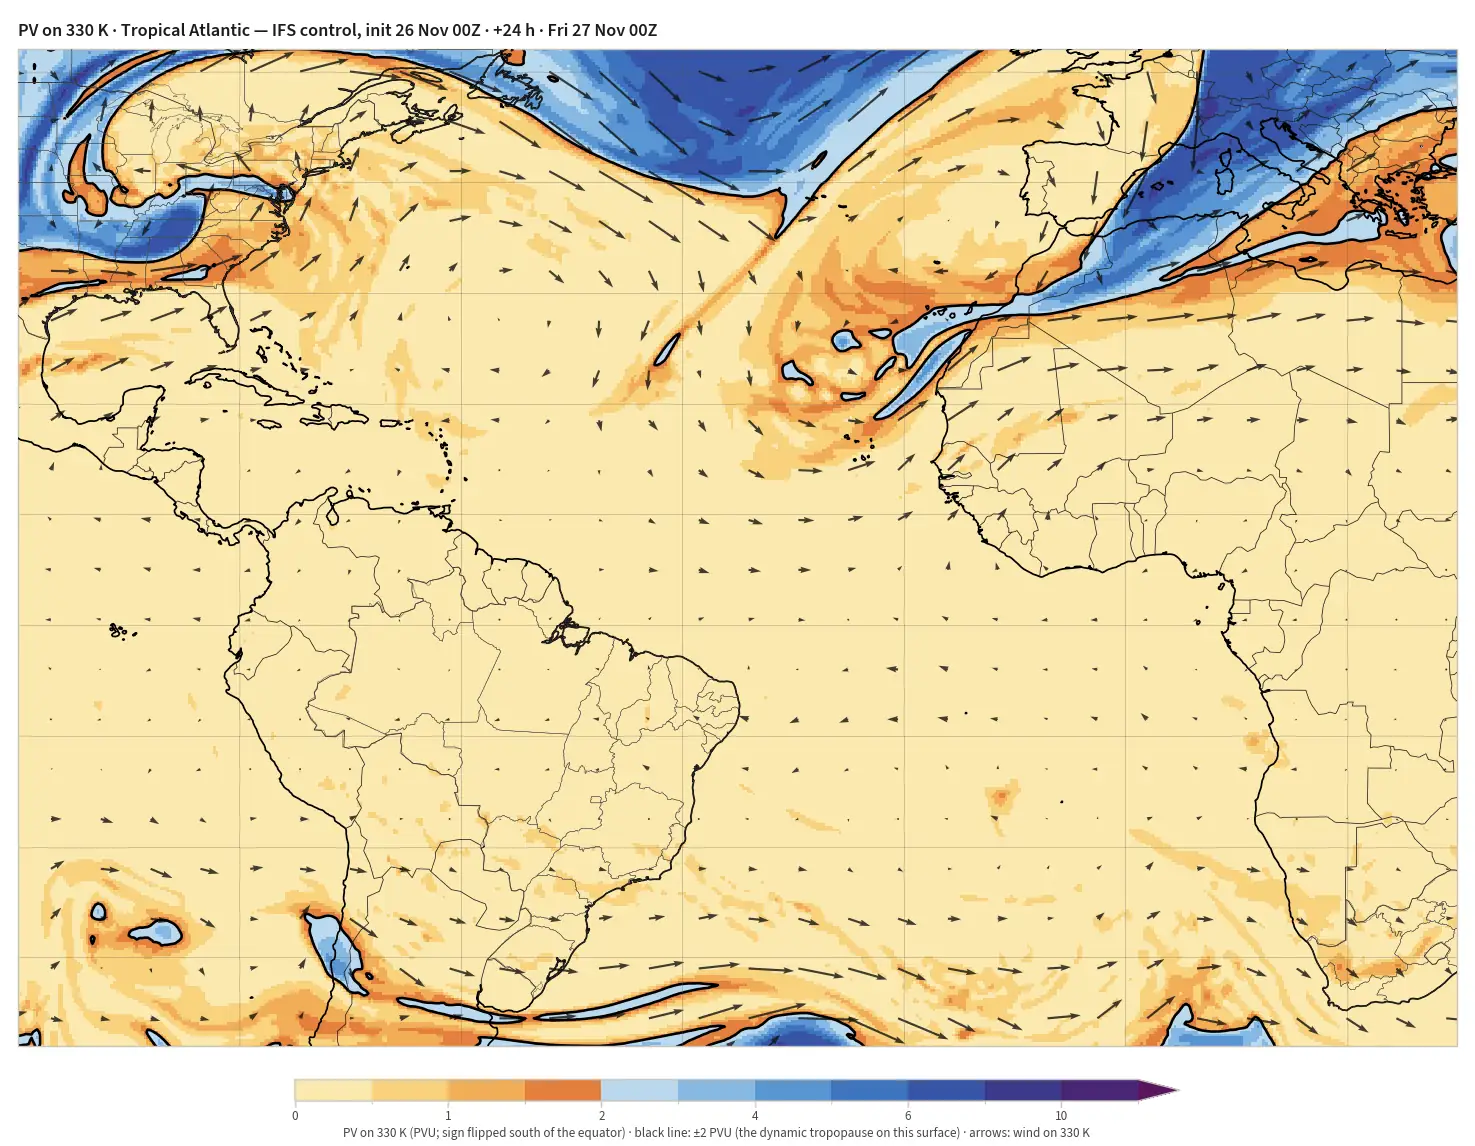 PV on 330 K · Tropical Atlantic — IFS control, init 26 Nov 00Z · +24 h · Fri 27 Nov 00Z
0 1 2 4 6 10
PV on 330 K (PVU; sign flipped south of the equator) · black line: ±2 PVU (the dynamic tropopause on this surface) · arrows: wind on 330 K